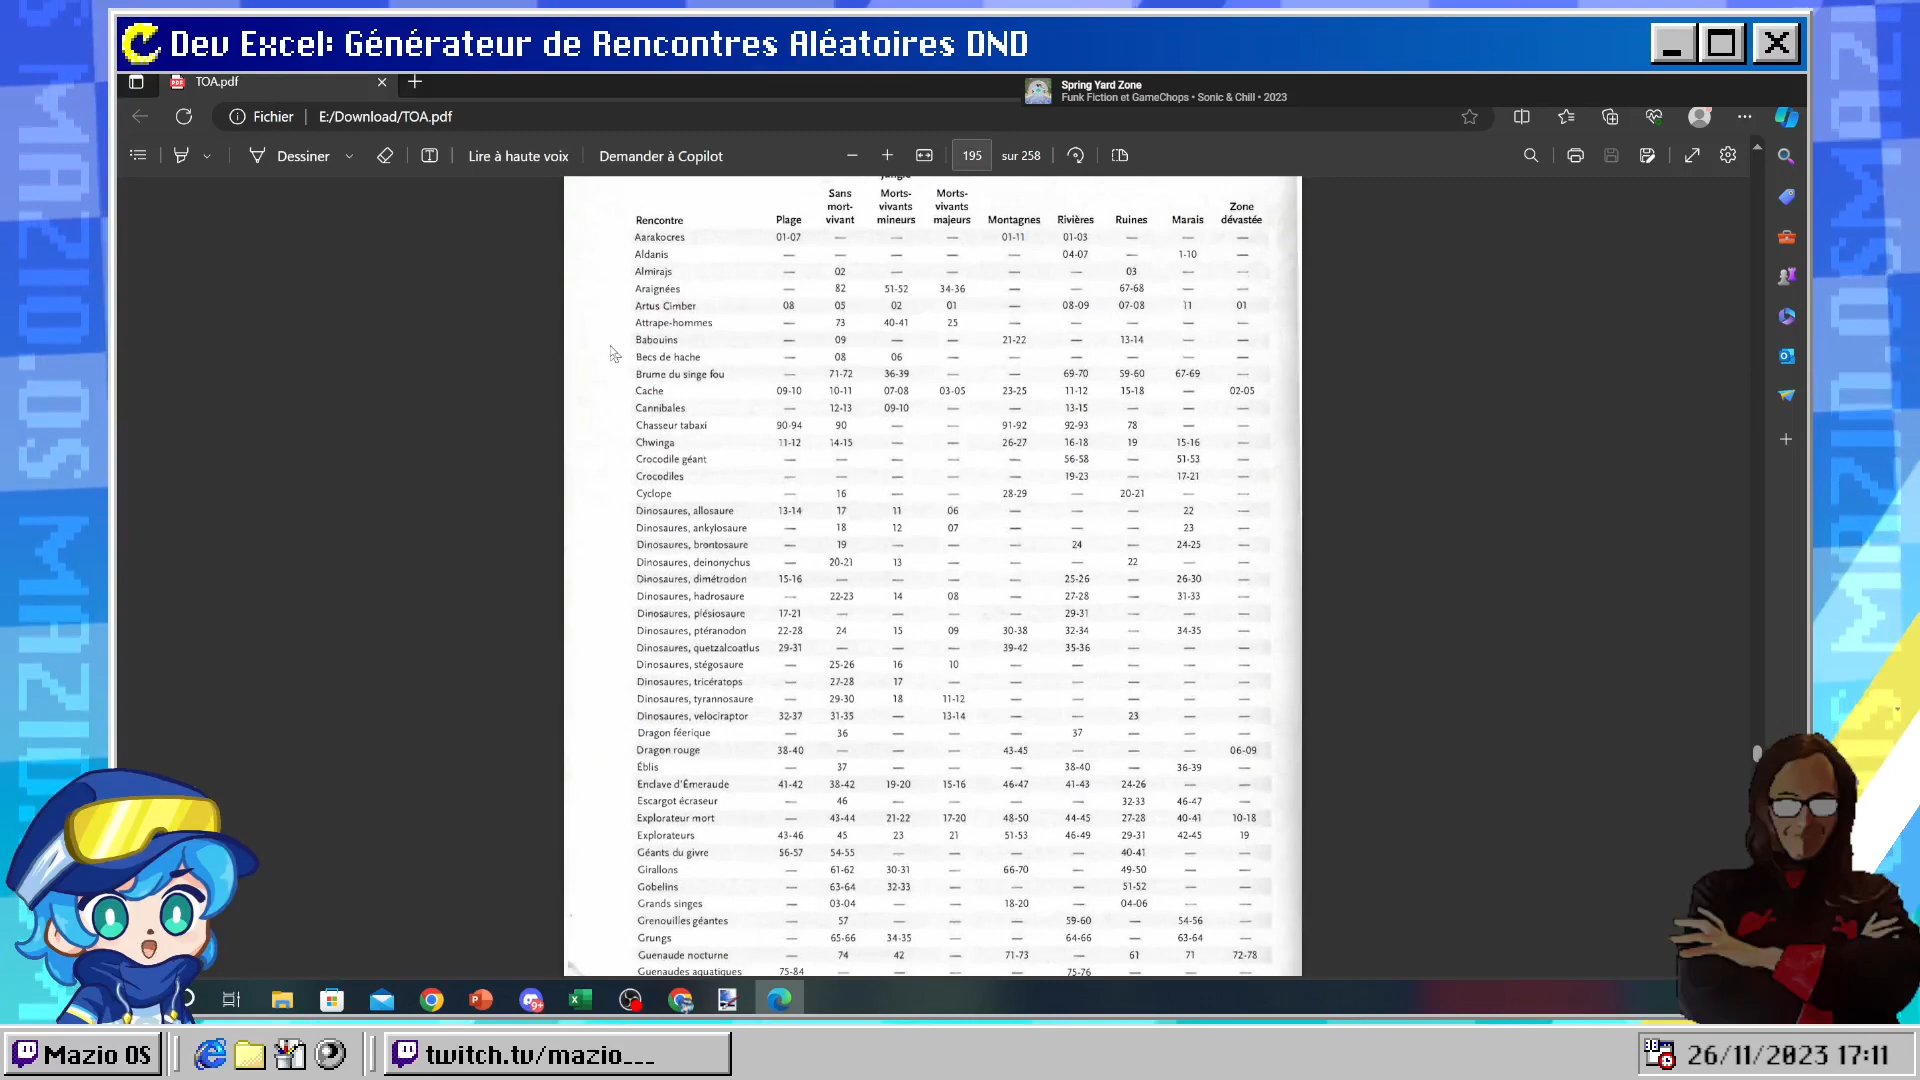 Dev Excel: Générateur de Rencontres Aléatoires DND
TOA.pdf
Spring Yard Zone
Funk Fiction et GameChops • Sonic & Chill • 2023
Fichier E:/Download/TOA.pdf
Dessiner Lire à haute voix Demander à Copilot 195 sur 258
Rencontre Plage Sans mort-vivant Morts-vivants mineurs Morts-vivants majeurs Montagnes Rivières Ruines Marais Zone dévastée
Aarakocres 01-07 — — — 01-11 01-03 — — —
Aldanis — — — — — 04-07 — 1-10 —
Almirajs — 02 — — — — 03 — —
Araignées — 82 51-52 34-36 — — 67-68 — —
Artus Cimber 08 05 02 01 — 08-09 07-08 11 01
Attrape-hommes — 73 40-41 25 — — — — —
Babouins — 09 — — 21-22 — 13-14 — —
Becs de hache — 08 06 — — — — — —
Brume du singe fou — 71-72 36-39 — — 69-70 59-60 67-69 —
Cache 09-10 10-11 07-08 03-05 23-25 11-12 15-18 — 02-05
Cannibales — 12-13 09-10 — — 13-15 — — —
Chasseur tabaxi 90-94 90 — — 91-92 92-93 78 — —
Chwinga 11-12 14-15 — — 26-27 16-18 19 15-16 —
Crocodile géant — — — — — 56-58 — 51-53 —
Crocodiles — — — — — 19-23 — 17-21 —
Cyclope — 16 — — 28-29 — 20-21 — —
Dinosaures, allosaure 13-14 17 11 06 — — — 22 —
Dinosaures, ankylosaure — 18 12 07 — — — 23 —
Dinosaures, brontosaure — 19 — — — 24 — 24-25 —
Dinosaures, deinonychus — 20-21 13 — — — 22 — —
Dinosaures, dimétrodon 15-16 — — — — 25-26 — 26-30 —
Dinosaures, hadrosaure — 22-23 14 08 — 27-28 — 31-33 —
Dinosaures, plésiosaure 17-21 — — — — 29-31 — — —
Dinosaures, ptéranodon 22-28 24 15 09 30-38 32-34 — 34-35 —
Dinosaures, quetzalcoatlus 29-31 — — — 39-42 35-36 — — —
Dinosaures, stégosaure — 25-26 16 10 — — — — —
Dinosaures, tricératops — 27-28 17 — — — — — —
Dinosaures, tyrannosaure — 29-30 18 11-12 — — — — —
Dinosaures, velociraptor 32-37 31-35 — 13-14 — — 23 — —
Dragon féerique — 36 — — — 37 — — —
Dragon rouge 38-40 — — — 43-45 — — — 06-09
Éblis — 37 — — — 38-40 — 36-39 —
Enclave d'Émeraude 41-42 38-42 19-20 15-16 46-47 41-43 24-26 — —
Escargot écraseur — 46 — — — — 32-33 46-47 —
Explorateur mort — 43-44 21-22 17-20 48-50 44-45 27-28 40-41 10-18
Explorateurs 43-46 45 23 21 51-53 46-49 29-31 42-45 19
Géants du givre 56-57 54-55 — — — — 40-41 — —
Girallons — 61-62 30-31 — 66-70 — 49-50 — —
Gobelins — 63-64 32-33 — — — 51-52 — —
Grands singes — 03-04 — — 18-20 — 04-06 — —
Grenouilles géantes — 57 — — — 59-60 — 54-56 —
Grungs — 65-66 34-35 — — 64-66 — 63-64 —
Guenaude nocturne — 74 42 — 71-73 — 61 71 72-78
Guenaudes aquatiques 75-84 — — — — 75-76 — — —
Mazio OS twitch.tv/mazio___ 26/11/2023 17:11